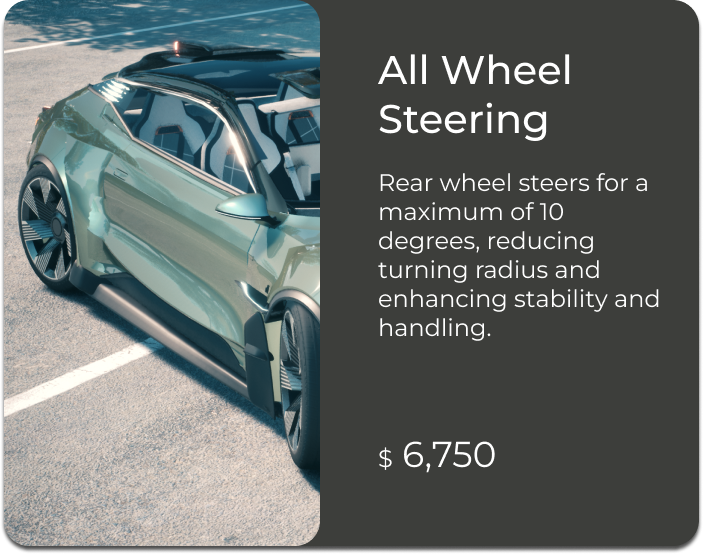 All Wheel
Steering
Rear wheel steers for a
maximum of 10
degrees, reducing
turning radius and
enhancing stability and
handling.
$ 6,750